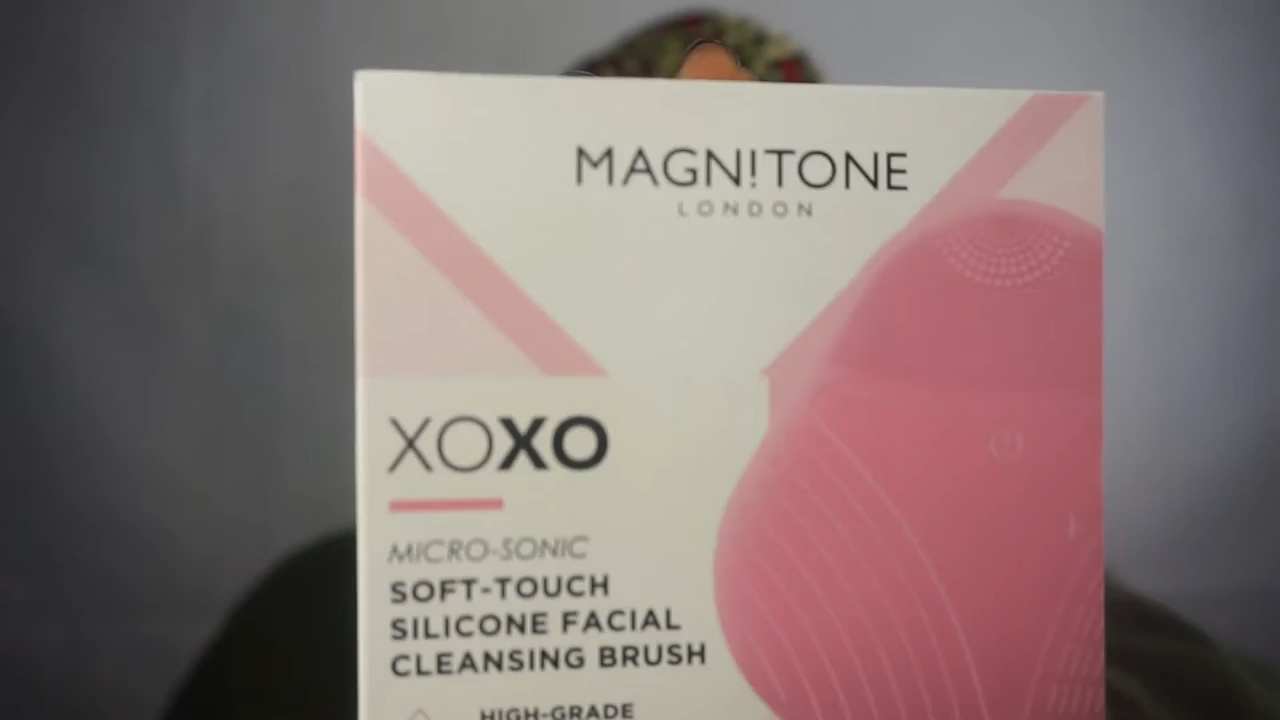 MAGN!TONE
LONDON
XOXO
MICRO-SONIC
SOFT-TOUCH
SILICONE FACIAL
CLEANSING BRUSH
HIGH-GRADE